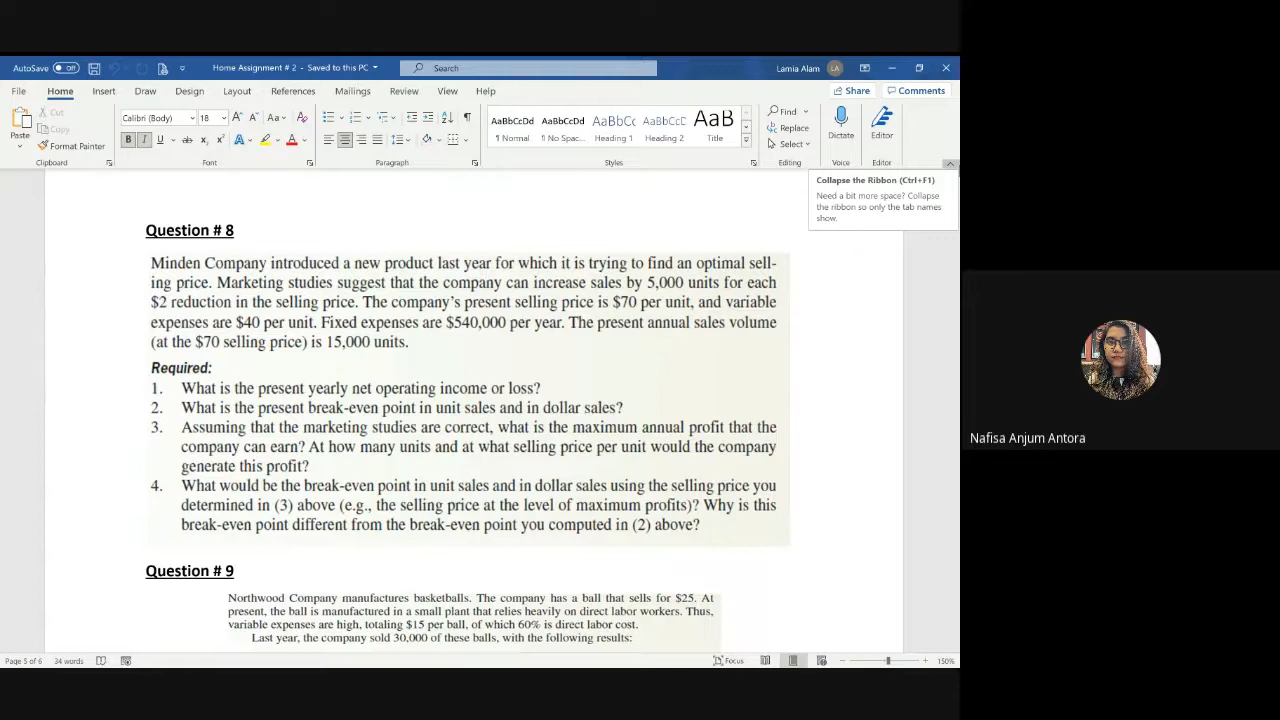 AutoSave Off
Home Assignment # 2 - Saved to this PC
Search
Lamia Alam LA
File Home Insert Draw Design Layout References Mailings Review View Help
Share Comments
Paste
Cut
Copy
Format Painter
Clipboard
Calibri (Body) 18
Font
Paragraph
AaBbCcDd AaBbCcDd AaBbCc AaBbCcD AaB
¶ Normal ¶ No Spac... Heading 1 Heading 2 Title
Styles
Find
Replace
Select
Editing
Dictate
Voice
Editor
Editor
Collapse the Ribbon (Ctrl+F1)
Need a bit more space? Collapse
the ribbon so only the tab names
show.
Question # 8
Minden Company introduced a new product last year for which it is trying to find an optimal sell-
ing price. Marketing studies suggest that the company can increase sales by 5,000 units for each
$2 reduction in the selling price. The company's present selling price is $70 per unit, and variable
expenses are $40 per unit. Fixed expenses are $540,000 per year. The present annual sales volume
(at the $70 selling price) is 15,000 units.
Required:
1. What is the present yearly net operating income or loss?
2. What is the present break-even point in unit sales and in dollar sales?
3. Assuming that the marketing studies are correct, what is the maximum annual profit that the
company can earn? At how many units and at what selling price per unit would the company
generate this profit?
4. What would be the break-even point in unit sales and in dollar sales using the selling price you
determined in (3) above (e.g., the selling price at the level of maximum profits)? Why is this
break-even point different from the break-even point you computed in (2) above?
Question # 9
Northwood Company manufactures basketballs. The company has a ball that sells for $25. At
present, the ball is manufactured in a small plant that relies heavily on direct labor workers. Thus,
variable expenses are high, totaling $15 per ball, of which 60% is direct labor cost.
Last year, the company sold 30,000 of these balls, with the following results:
Page 5 of 6 34 words
Focus
150%
Nafisa Anjum Antora